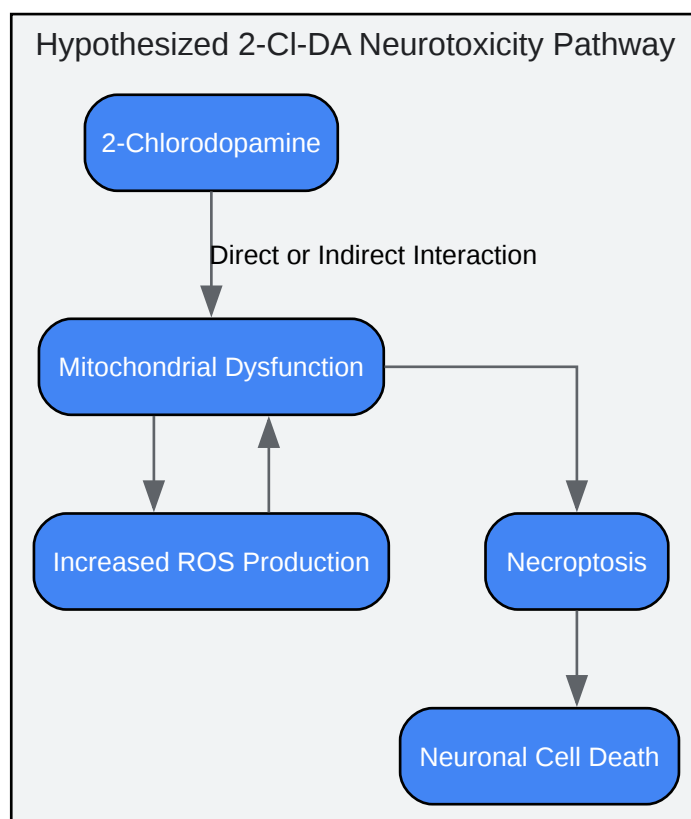 Hypothesized 2-Cl-DA Neurotoxicity Pathway
2-Chlorodopamine
Direct or Indirect Interaction
Mitochondrial Dysfunction
Increased ROS Production
Necroptosis
Neuronal Cell Death